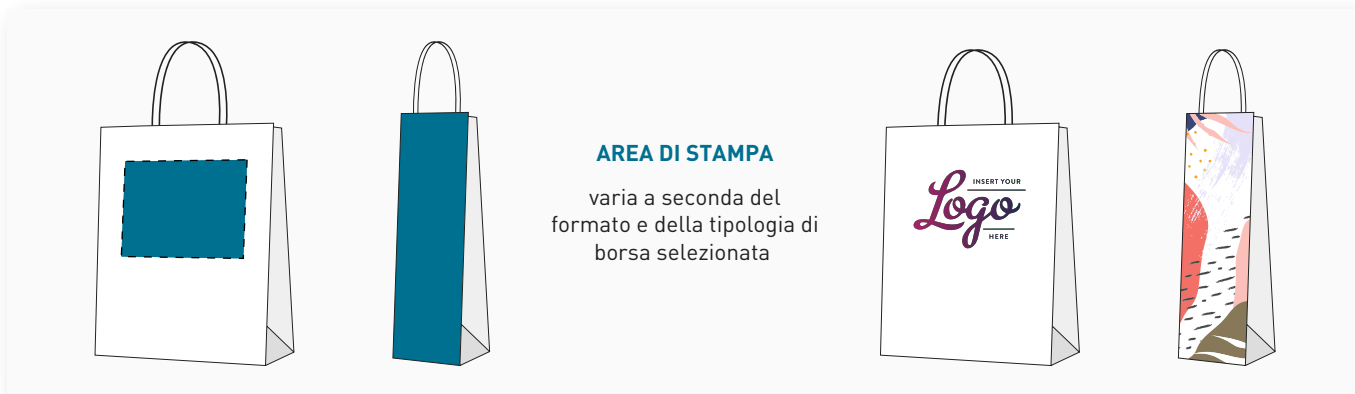 AREA DI STAMPA
varia a seconda del
formato e della tipologia di
borsa selezionata
INSERT YOUR
Logo
HERE